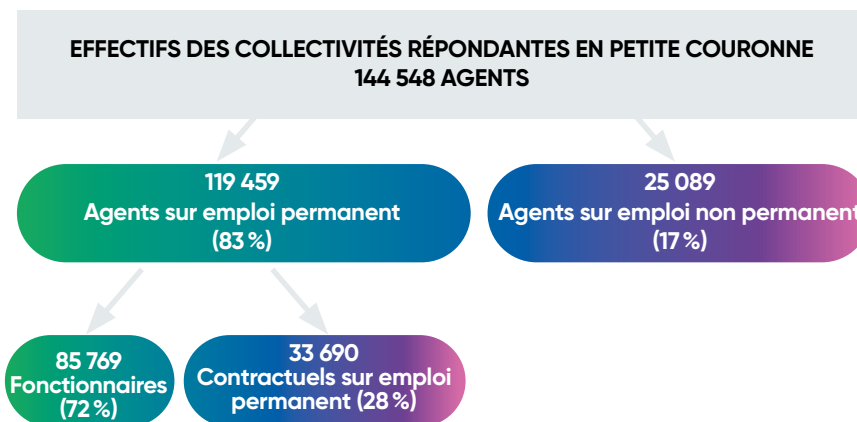 EFFECTIFS DES COLLECTIVITÉS RÉPONDANTES EN PETITE COURONNE
144 548 AGENTS
119 459
Agents sur emploi permanent
(83 %)
25 089
Agents sur emploi non permanent
(17 %)
85 769
Fonctionnaires
(72 %)
33 690
Contractuels sur emploi
permanent (28 %)